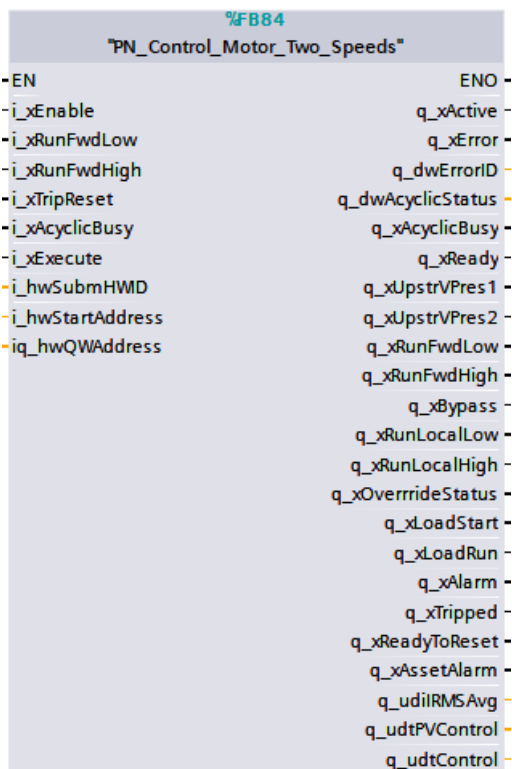 %FB84
"PN_Control_Motor_Two_Speeds"
EN ENO
i_xEnable q_xActive
i_xRunFwdLow q_xError
i_xRunFwdHigh q_dwErrorID
i_xTripReset q_dwAcyclicStatus
i_xAcyclicBusy q_xAcyclicBusy
i_xExecute q_xReady
i_hwSubmHWID q_xUpstrVPres1
i_hwStartAddress q_xUpstrVPres2
iq_hwQWAddress q_xRunFwdLow
q_xRunFwdHigh
q_xBypass
q_xRunLocalLow
q_xRunLocalHigh
q_xOverrrideStatus
q_xLoadStart
q_xLoadRun
q_xAlarm
q_xTripped
q_xReadyToReset
q_xAssetAlarm
q_udiIRMSAvg
q_udtPVControl
q_udtControl